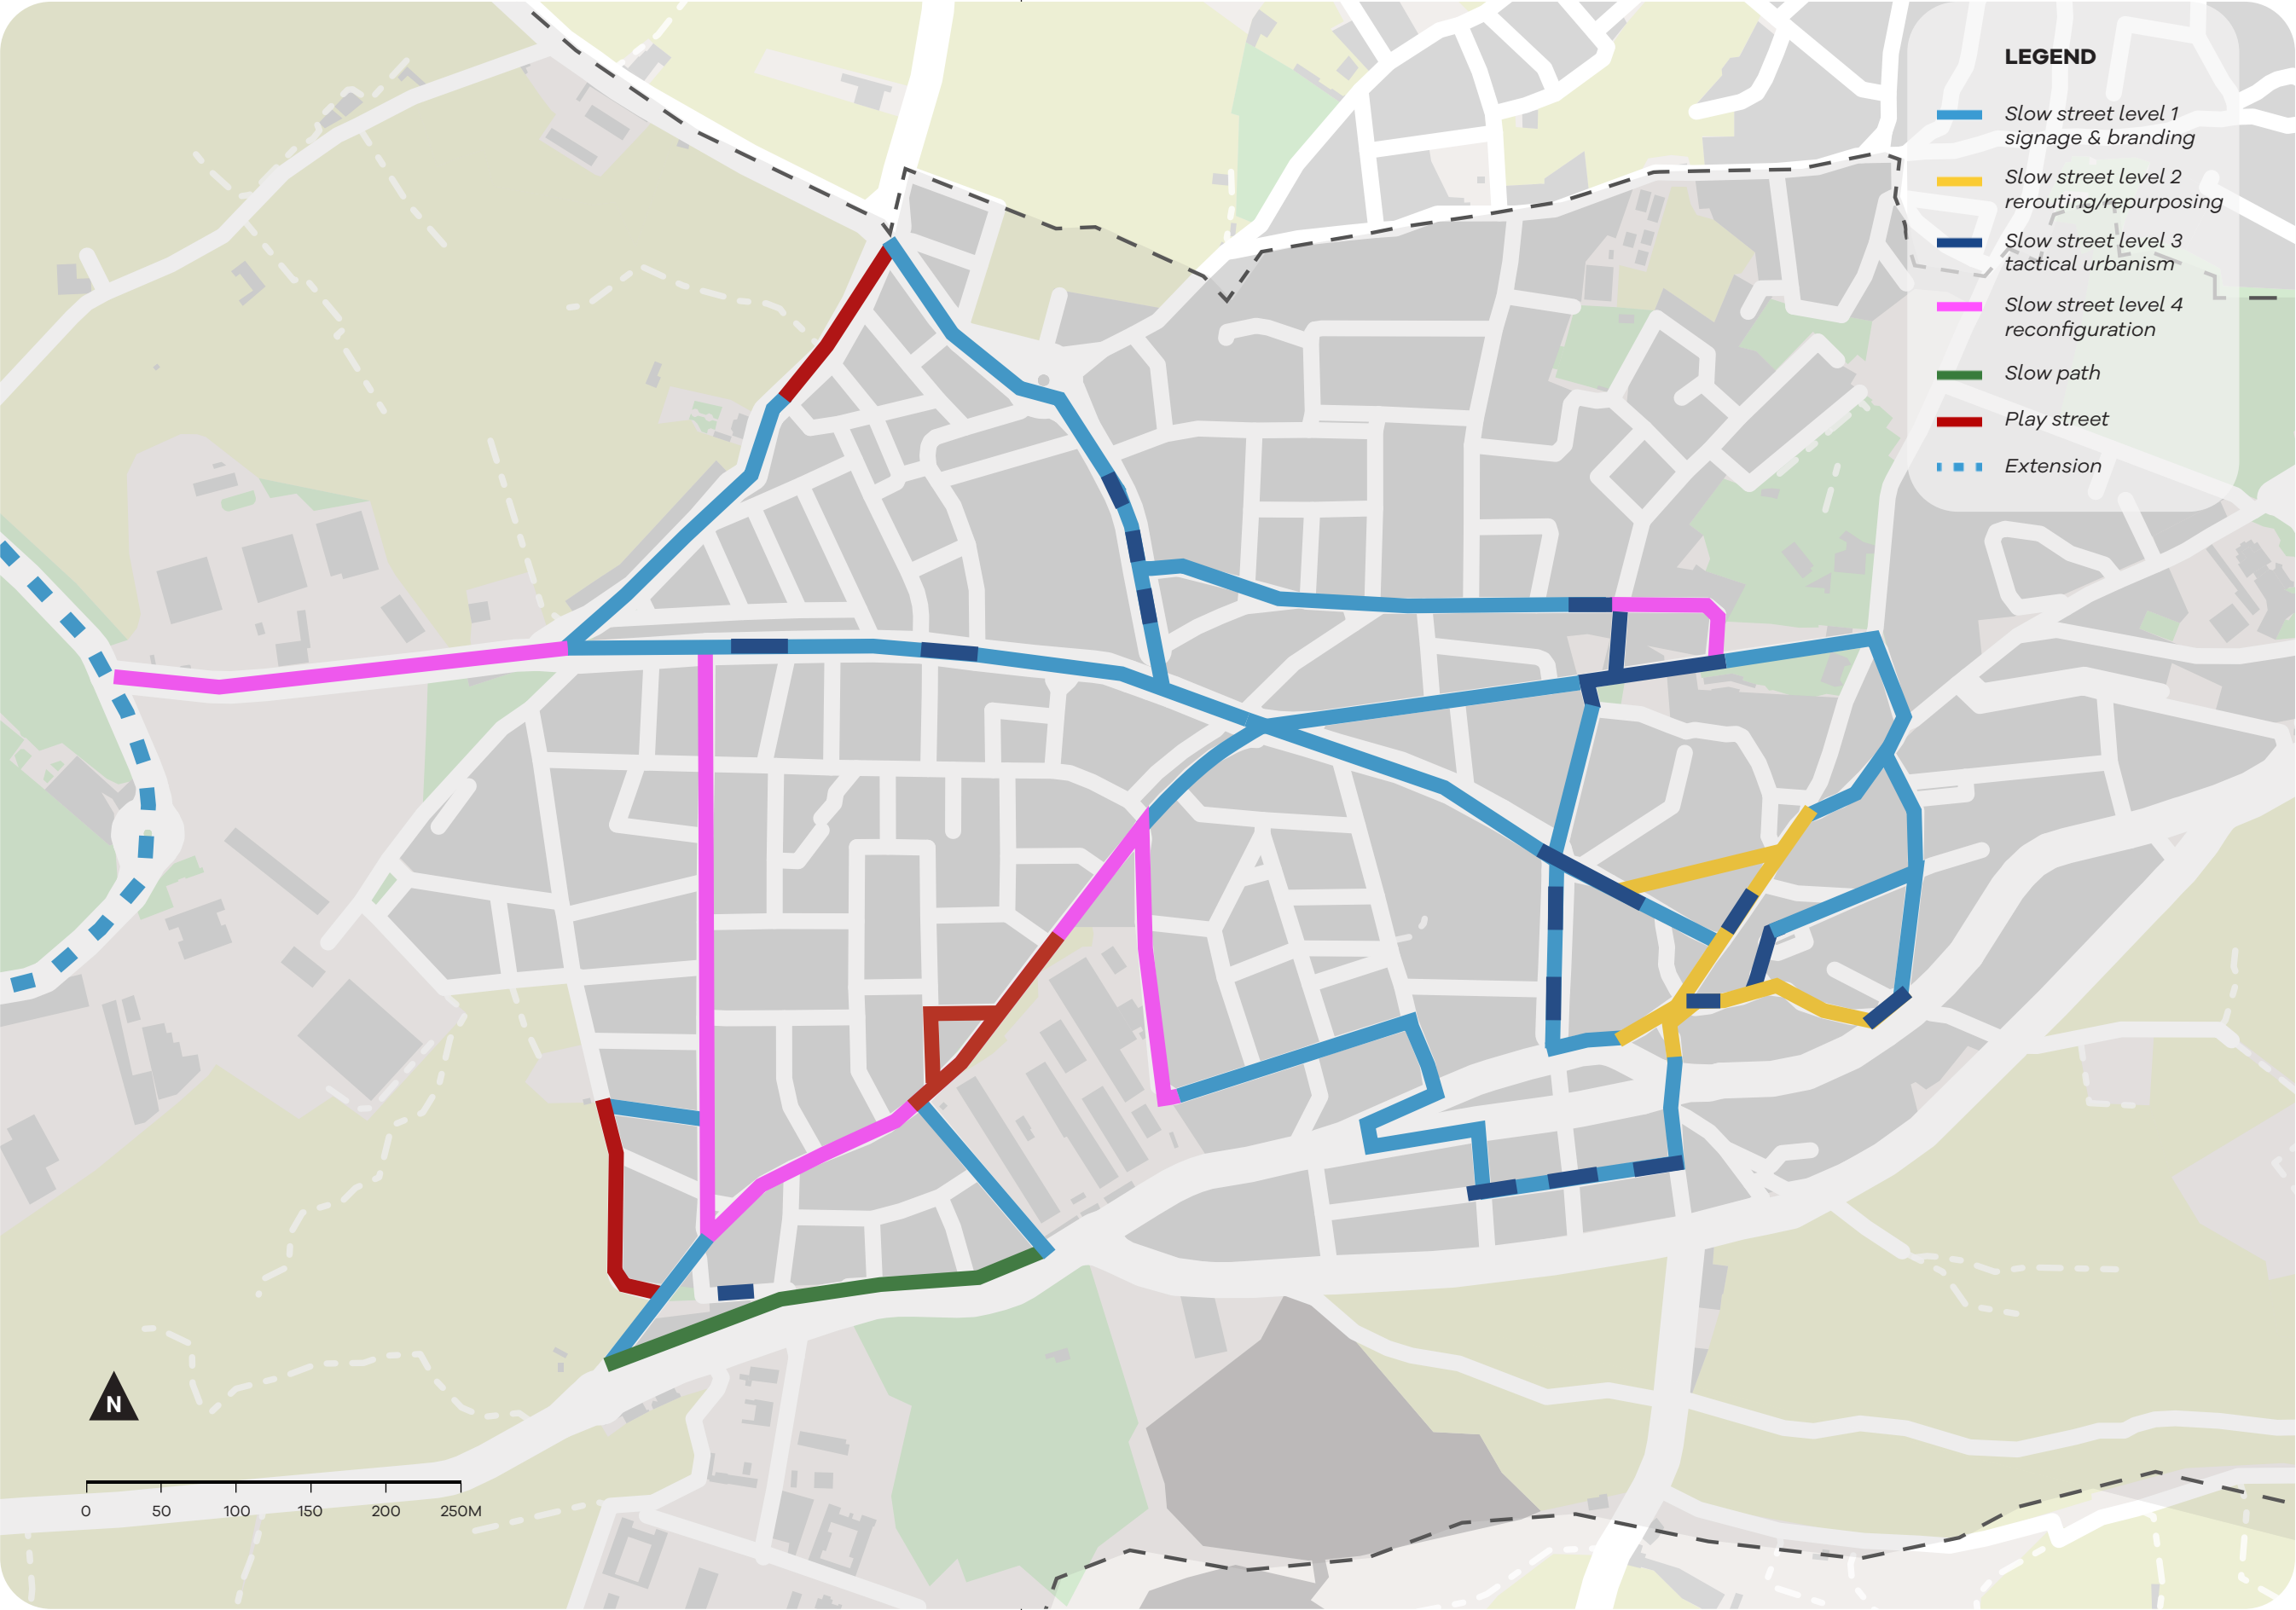 LEGEND
Slow street level 1
signage & branding
Slow street level 2
rerouting/repurposing
Slow street level 3
tactical urbanism
Slow street level 4
reconfiguration
Slow path
Play street
Extension
N
0 50 100 150 200 250M